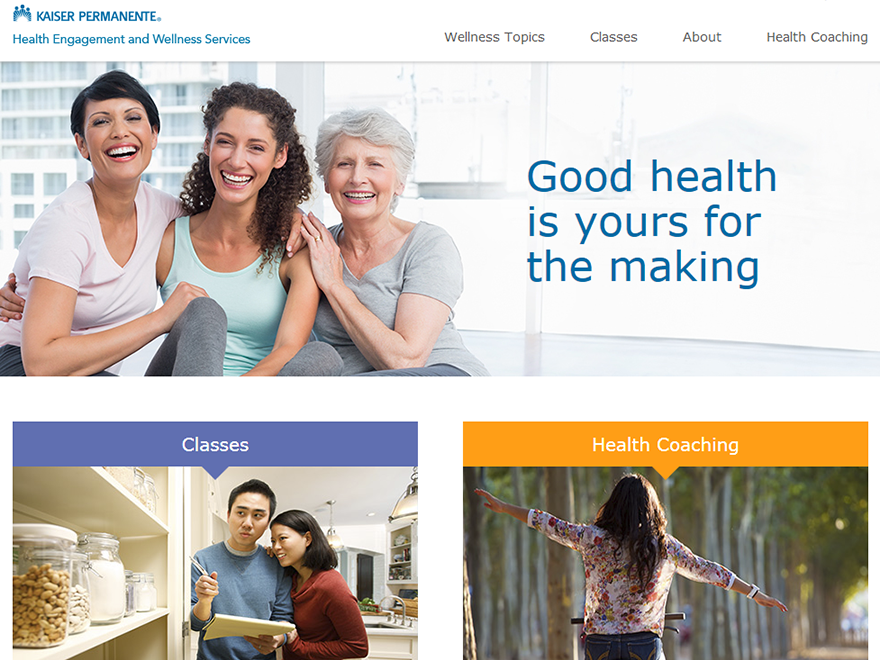 KAISER PERMANENTE®
Health Engagement and Wellness Services
Wellness Topics Classes About Health Coaching
Good health
is yours for
the making
Classes
Health Coaching